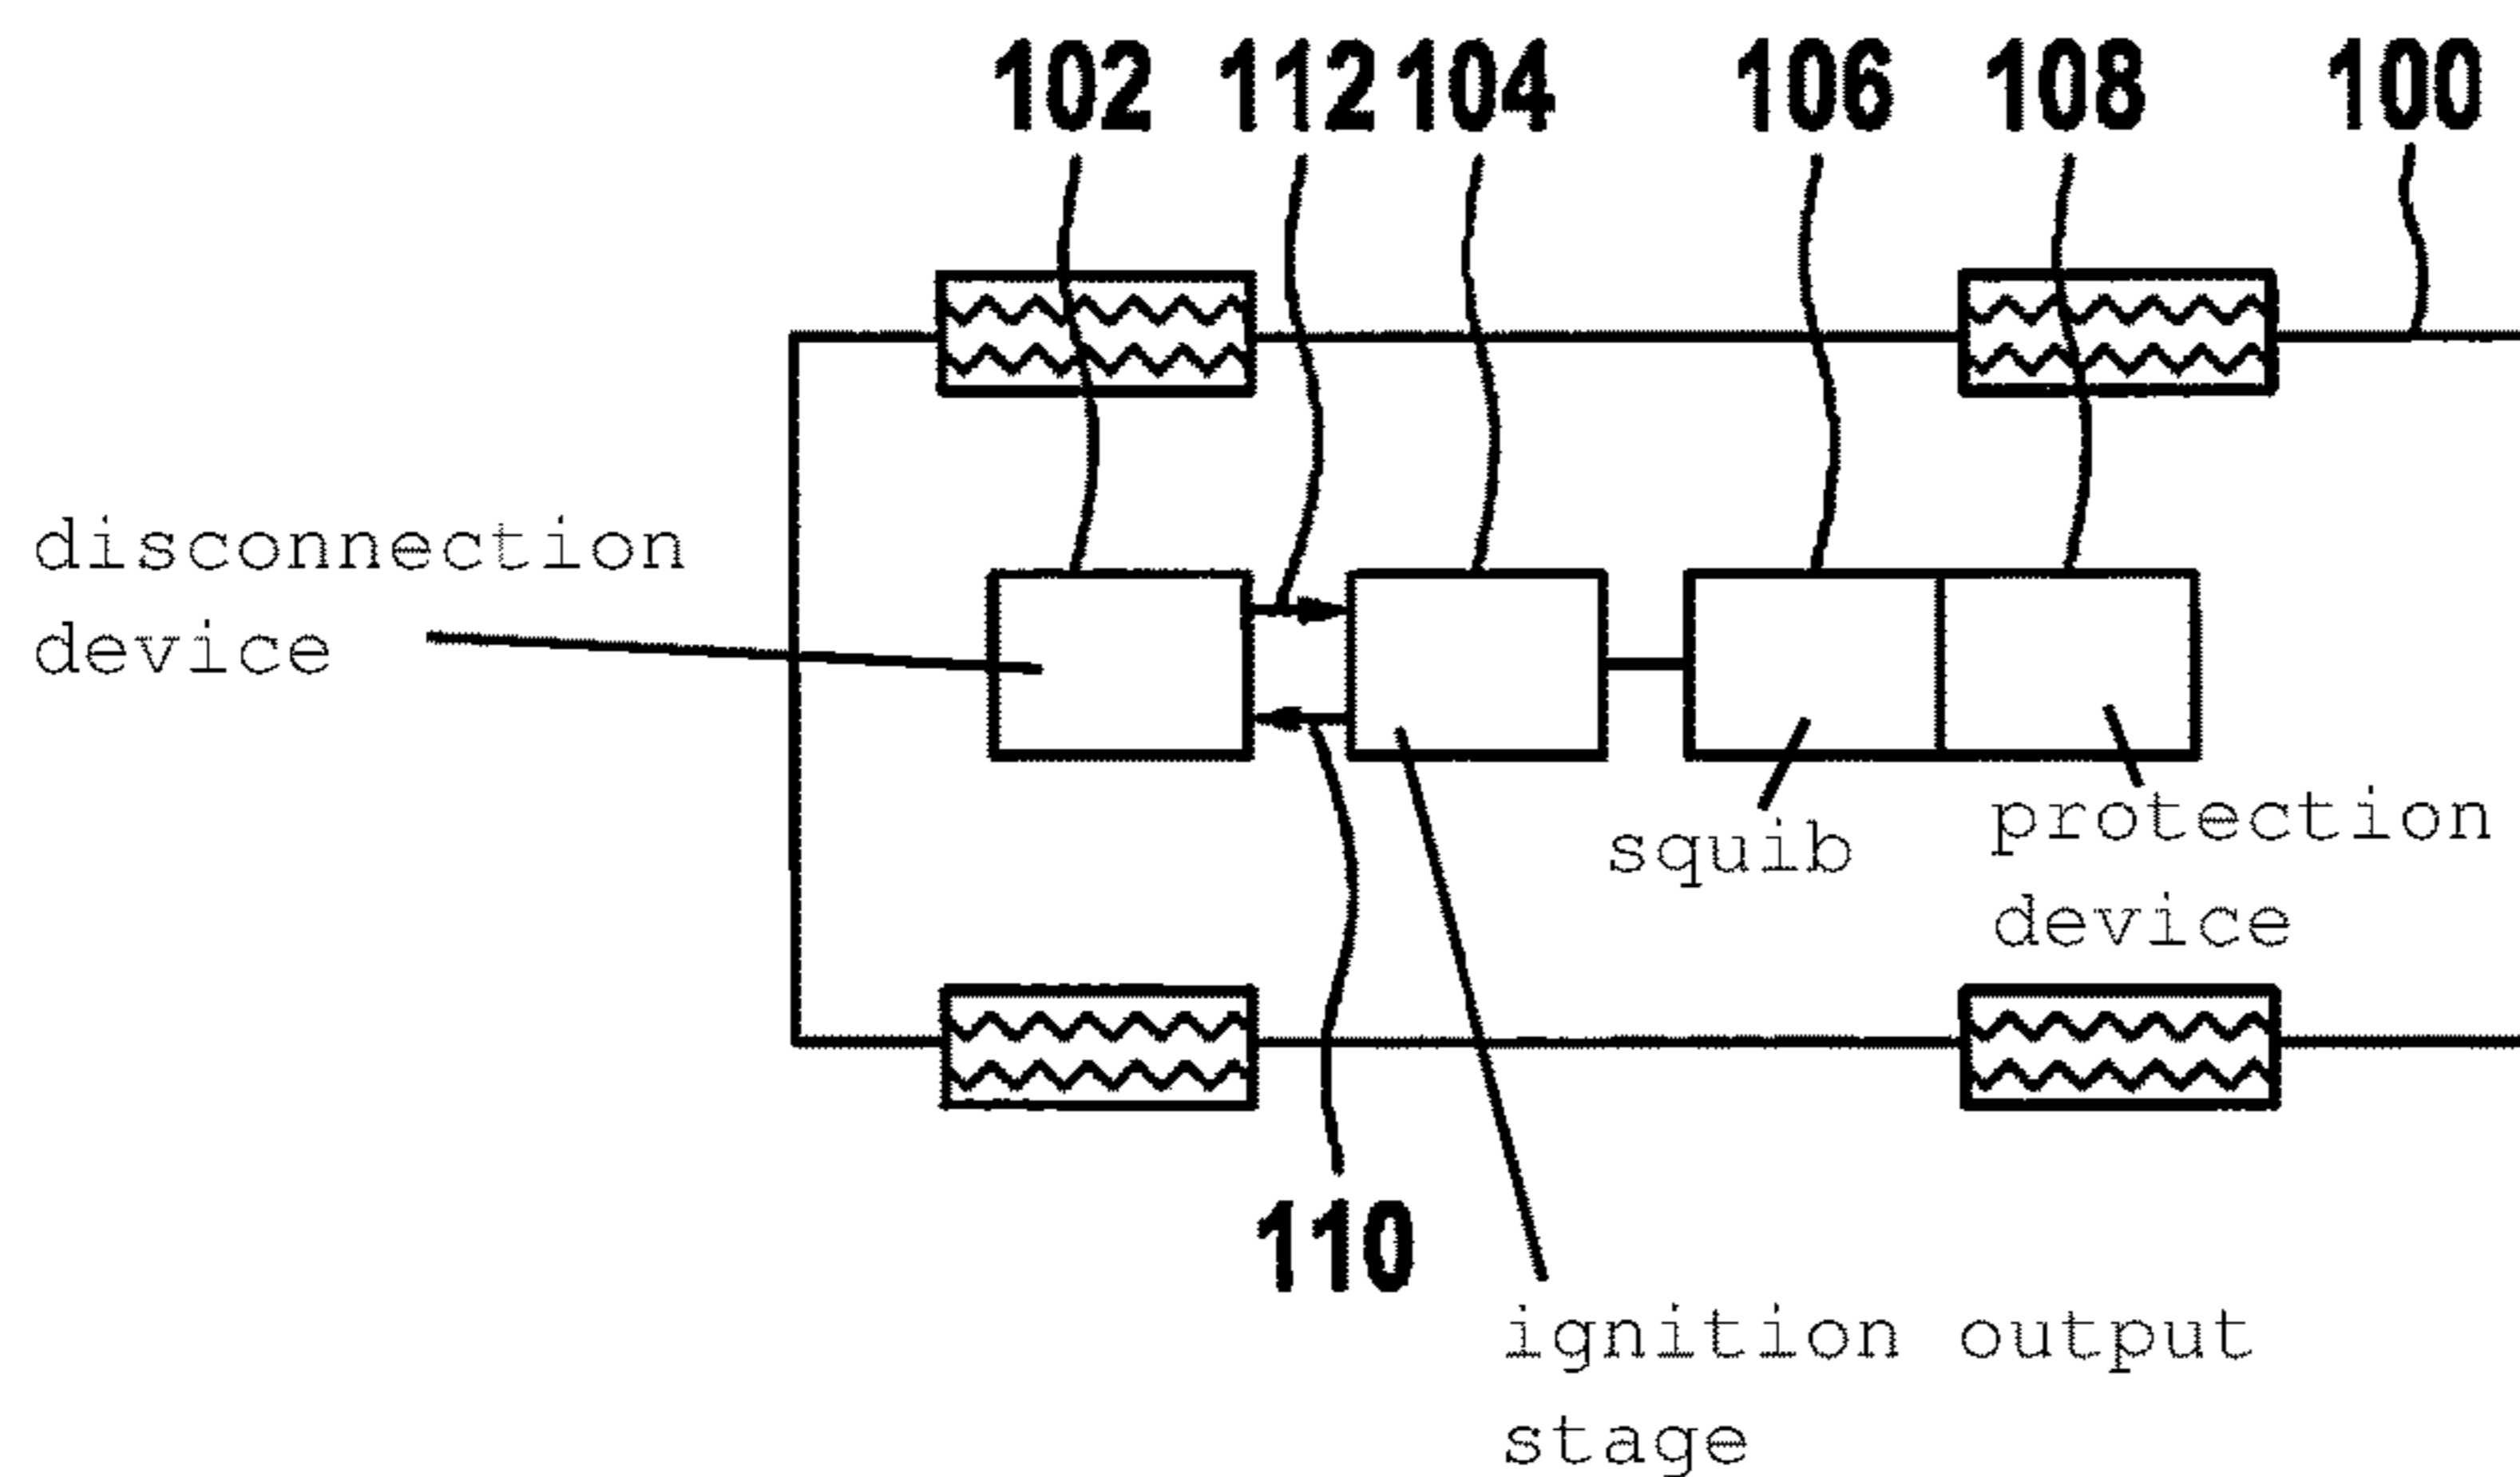 102 112 104 106 108 100
disconnection
device
squib
protection
device
110
ignition output
stage